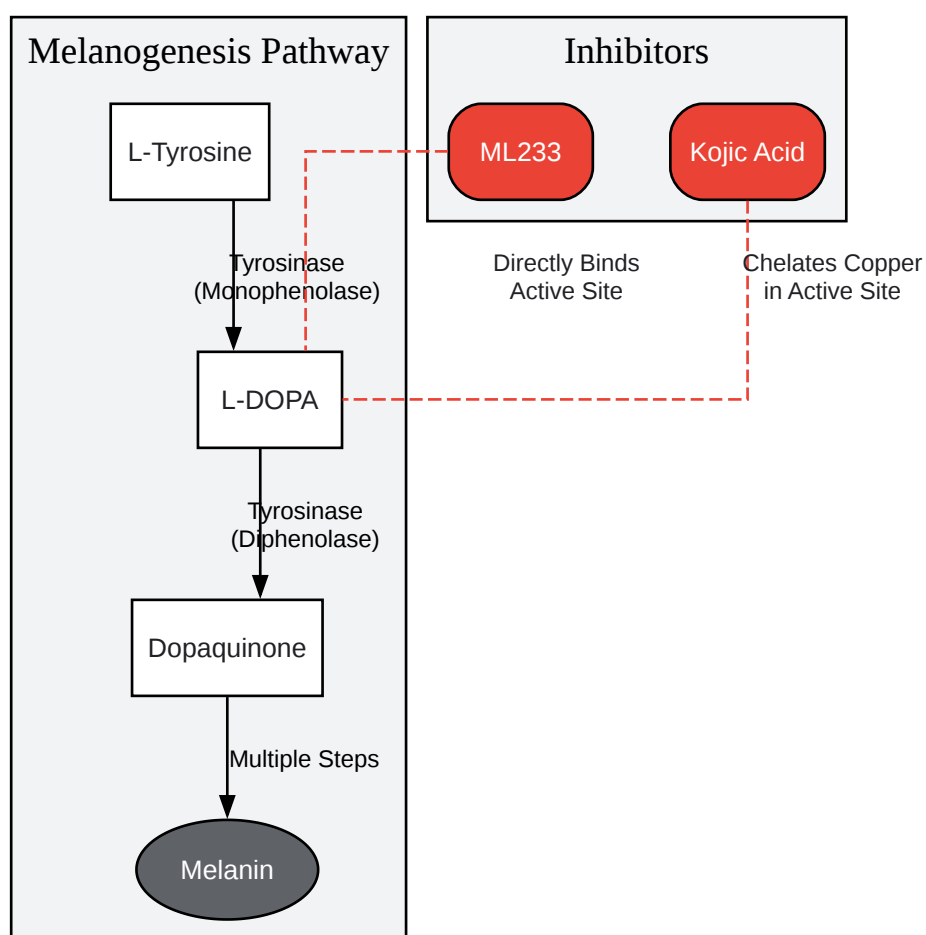 Melanogenesis Pathway
Inhibitors
L-Tyrosine
ML233
Kojic Acid
Tyrosinase
(Monophenolase)
Directly Binds
Active Site
Chelates Copper
in Active Site
L-DOPA
Tyrosinase
(Diphenolase)
Dopaquinone
Multiple Steps
Melanin